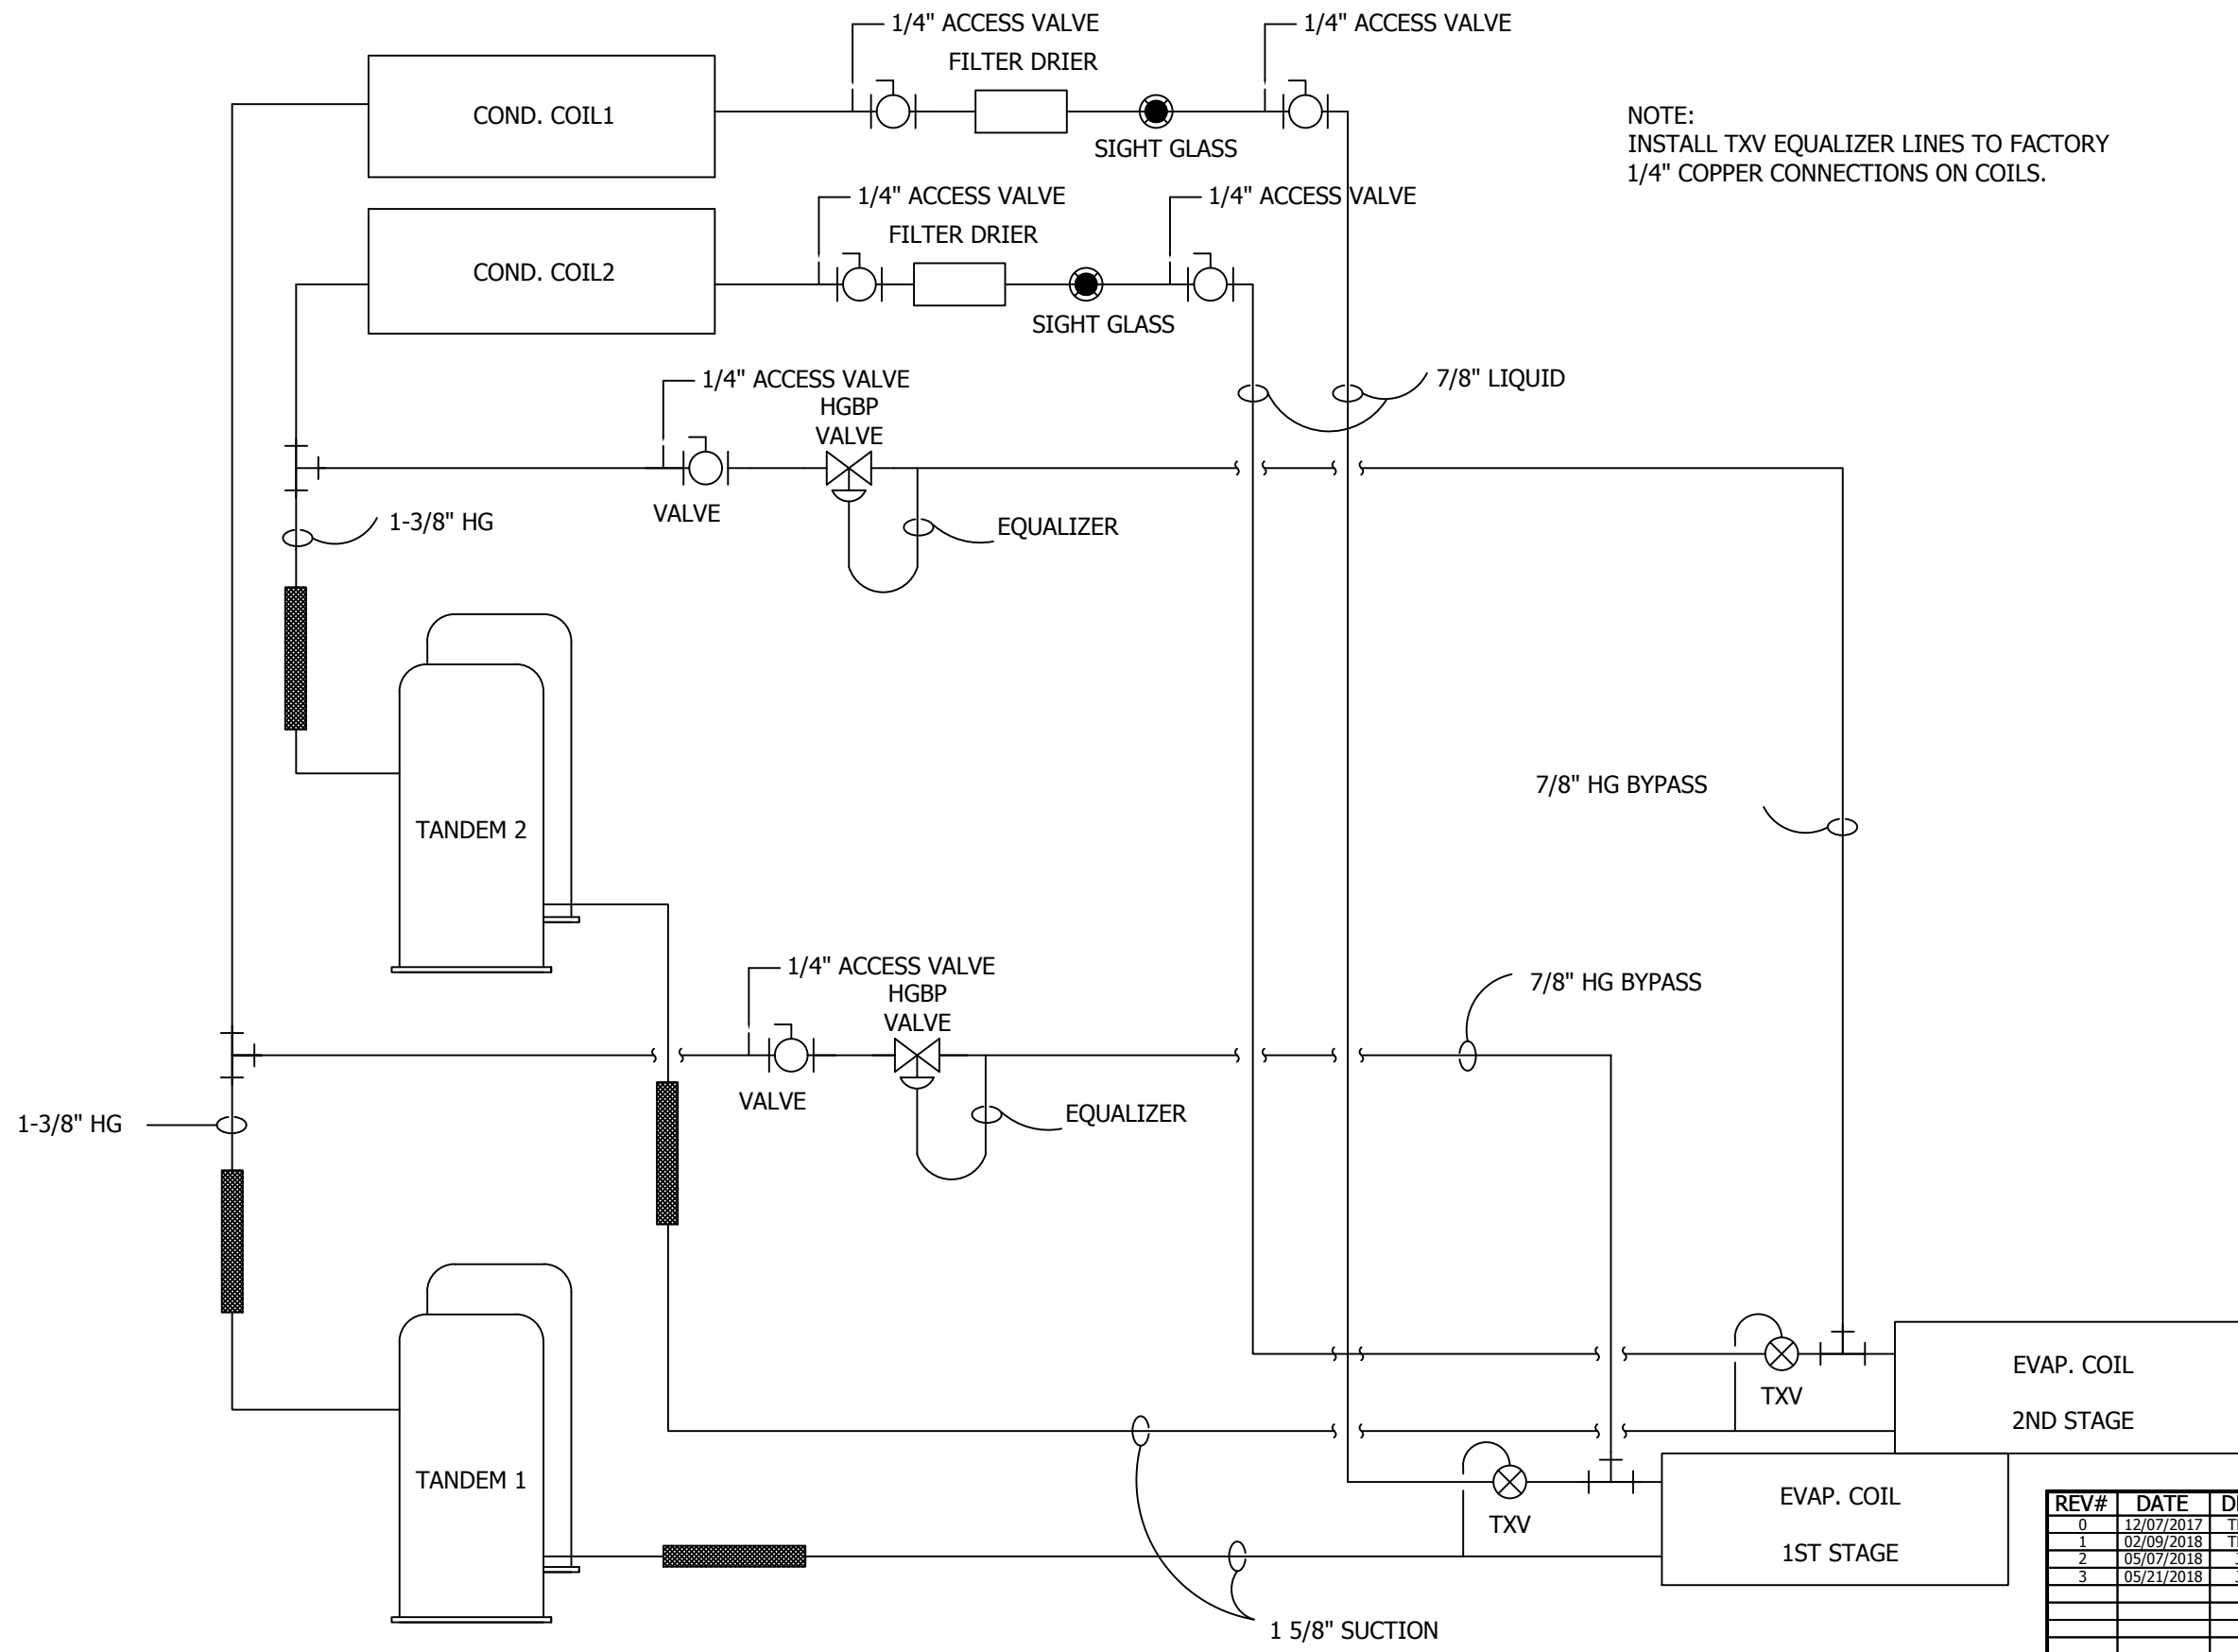 1/4" ACCESS VALVE
1/4" ACCESS VALVE
FILTER DRIER
COND. COIL1
SIGHT GLASS
NOTE:
INSTALL TXV EQUALIZER LINES TO FACTORY
1/4" COPPER CONNECTIONS ON COILS.
1/4" ACCESS VALVE
1/4" ACCESS VALVE
FILTER DRIER
COND. COIL2
SIGHT GLASS
1/4" ACCESS VALVE
HGBP
VALVE
7/8" LIQUID
VALVE
1-3/8" HG
EQUALIZER
7/8" HG BYPASS
TANDEM 2
1/4" ACCESS VALVE
HGBP
VALVE
7/8" HG BYPASS
VALVE
EQUALIZER
1-3/8" HG
EVAP. COIL
2ND STAGE
TXV
TANDEM 1
EVAP. COIL
1ST STAGE
TXV
1 5/8" SUCTION
REV# DATE
0 12/07/2017
1 02/09/2018
2 05/07/2018
3 05/21/2018